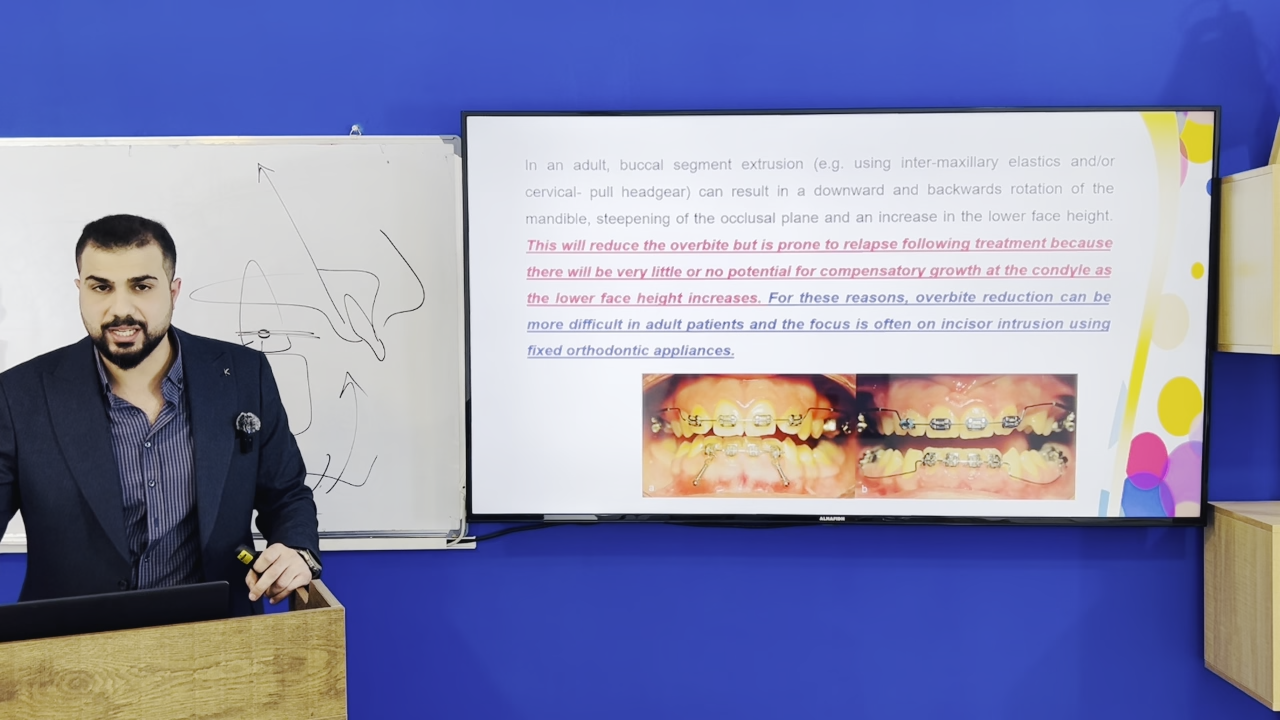 In an adult, buccal segment extrusion (e.g. using inter-maxillary elastics and/or
cervical- pull headgear) can result in a downward and backwards rotation of the
mandible, steepening of the occlusal plane and an increase in the lower face height.
This will reduce the overbite but is prone to relapse following treatment because
there will be very little or no potential for compensatory growth at the condyle as
the lower face height increases. For these reasons, overbite reduction can be
more difficult in adult patients and the focus is often on incisor intrusion using
fixed orthodontic appliances.
a
b
ALHAFIDH